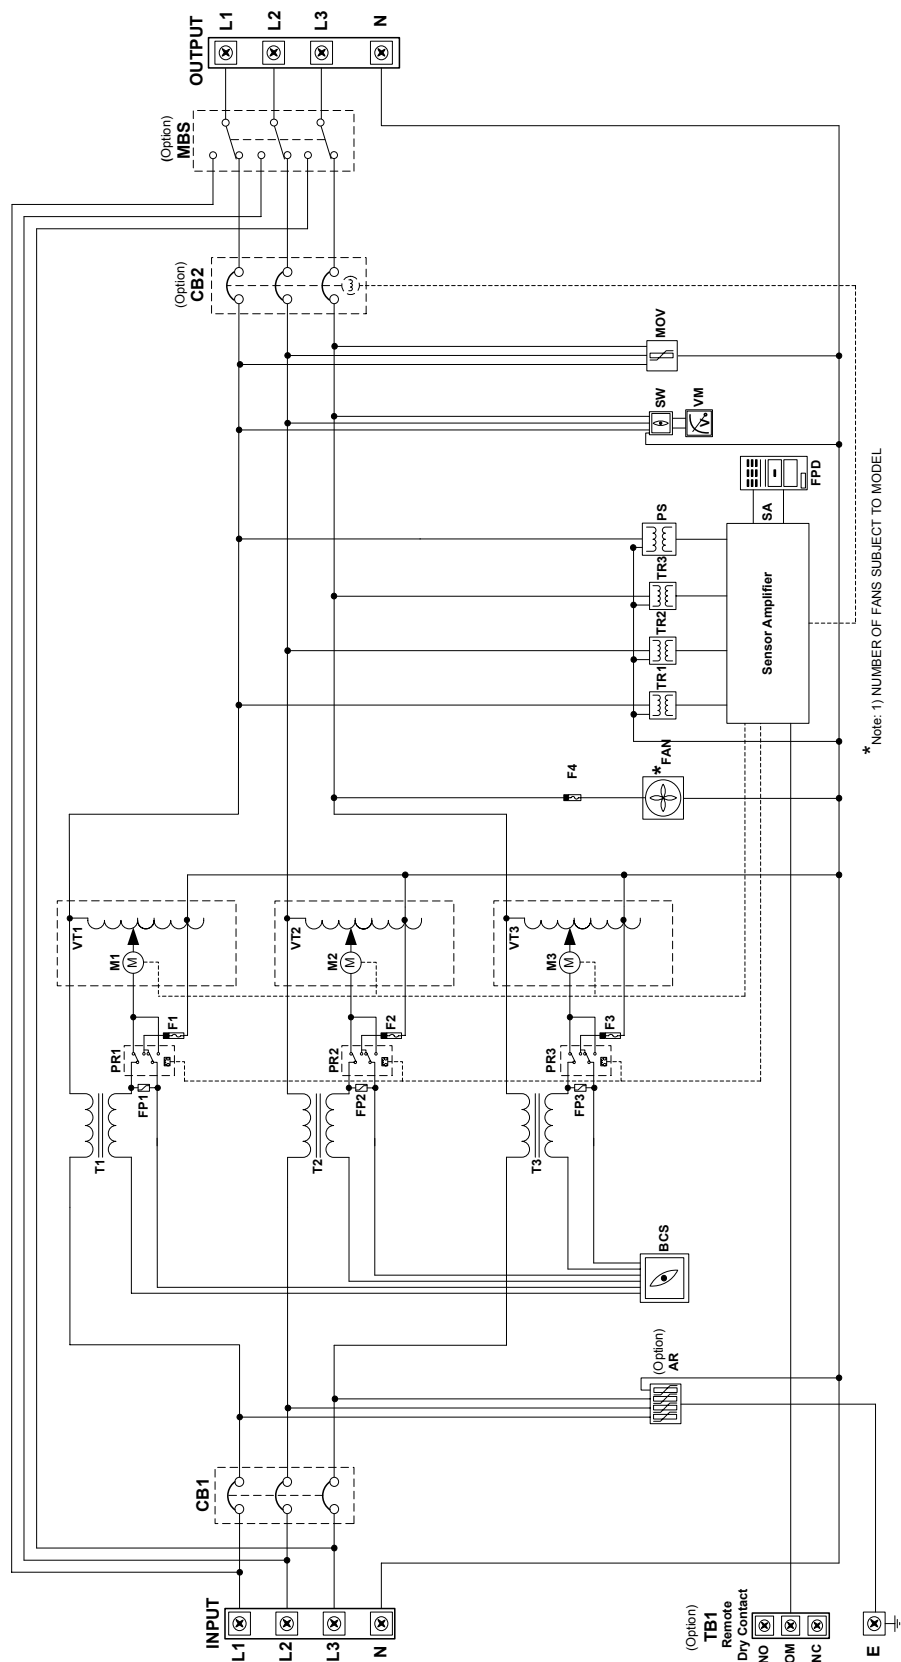 INPUT
L1
L2
L3
N
CB1
(Option)
AR
(Option)
TB1
Remote
Dry Contact
NO
OM
NC
E
BCS
T1
T2
T3
FP1
FP2
FP3
PR1
PR2
PR3
F1
F2
F3
M1
M
M2
M
M3
M
VT1
VT2
VT3
F4
*
FAN
TR1
TR2
TR3
PS
Sensor Amplifier
SA
FPD
SW
VM
V
MOV
(Option)
CB2
(Option)
MBS
OUTPUT
L1
L2
L3
N
* Note: 1) NUMBER OF FANS SUBJECT TO MODEL